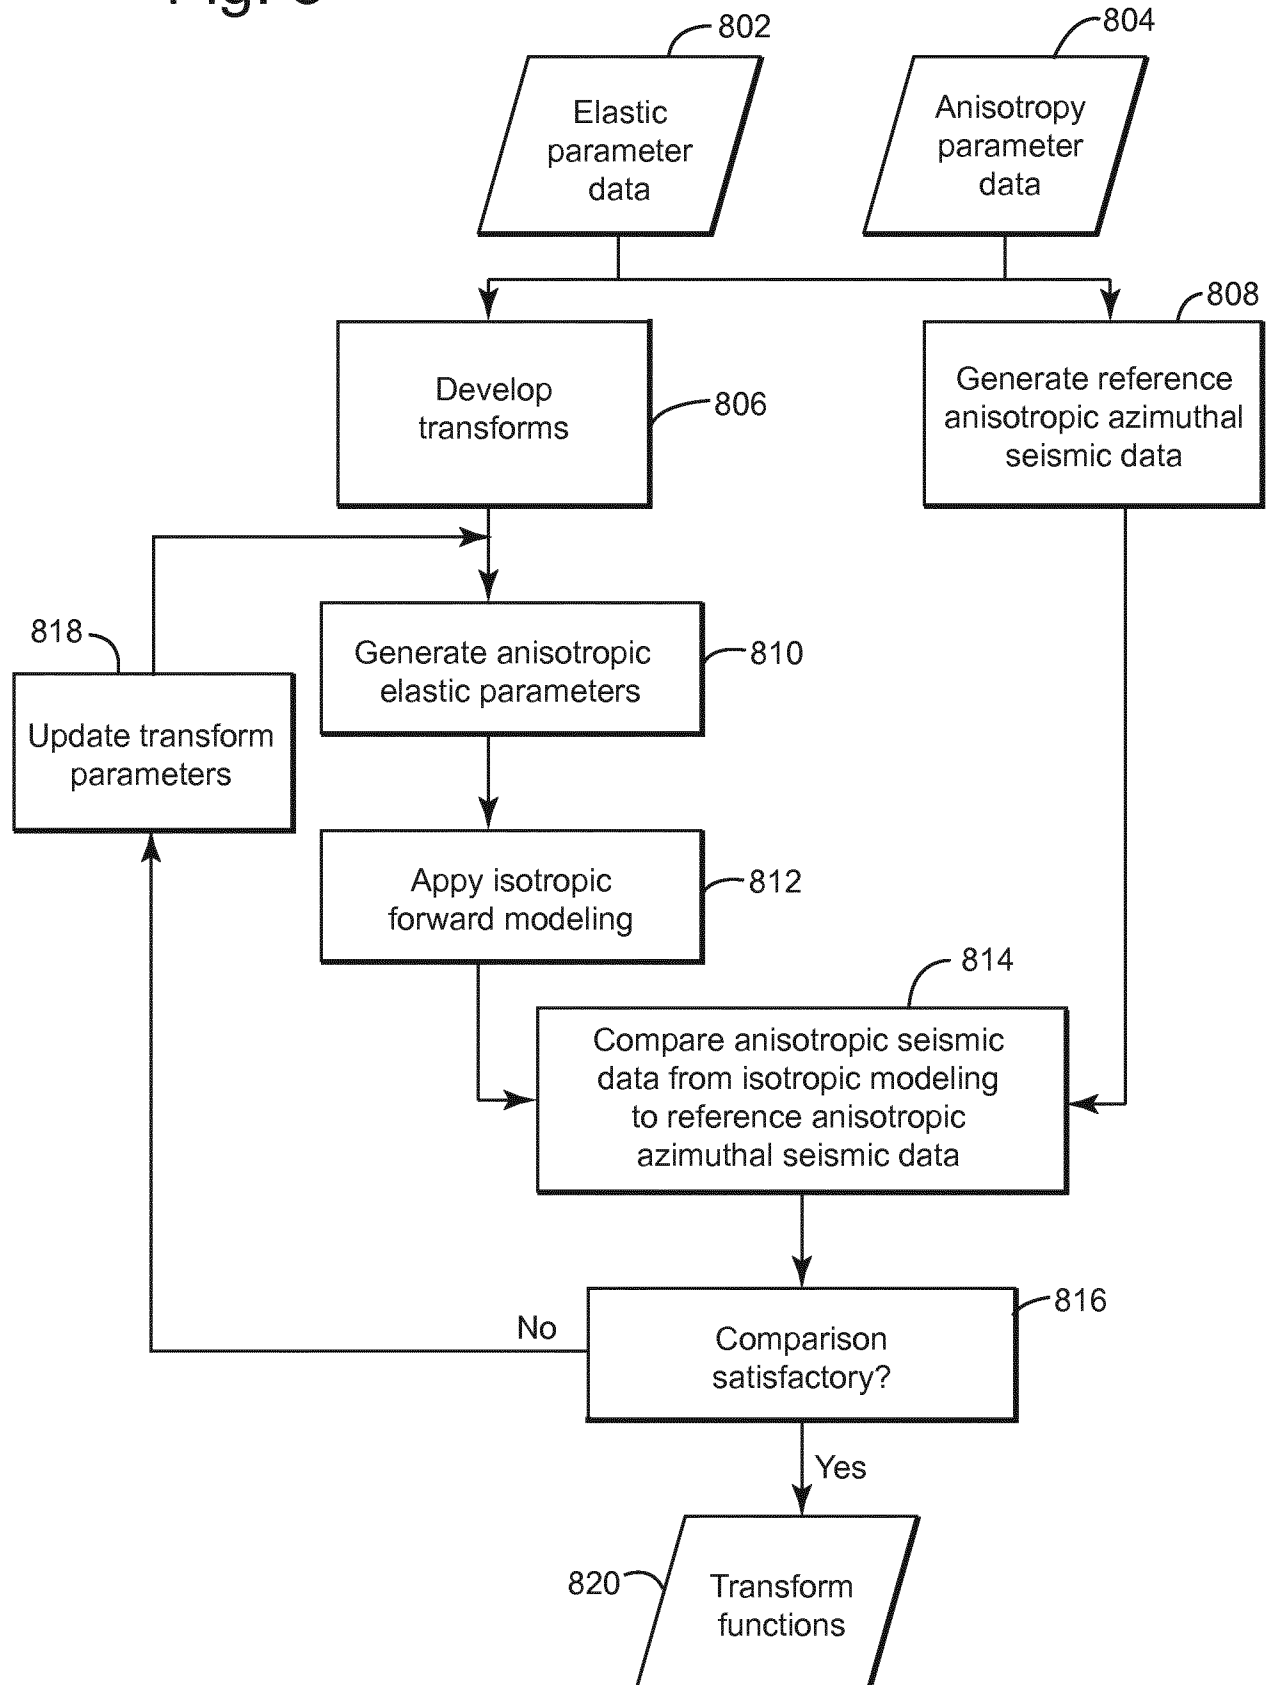 802
804
Elastic
parameter
data
Anisotropy
parameter
data
808
Develop
transforms
806
Generate reference
anisotropic azimuthal
seismic data
818
Generate anisotropic
elastic parameters
810
Update transform
parameters
Appy isotropic
forward modeling
812
814
Compare anisotropic seismic
data from isotropic modeling
to reference anisotropic
azimuthal seismic data
816
No
Comparison
satisfactory?
Yes
820
Transform
functions